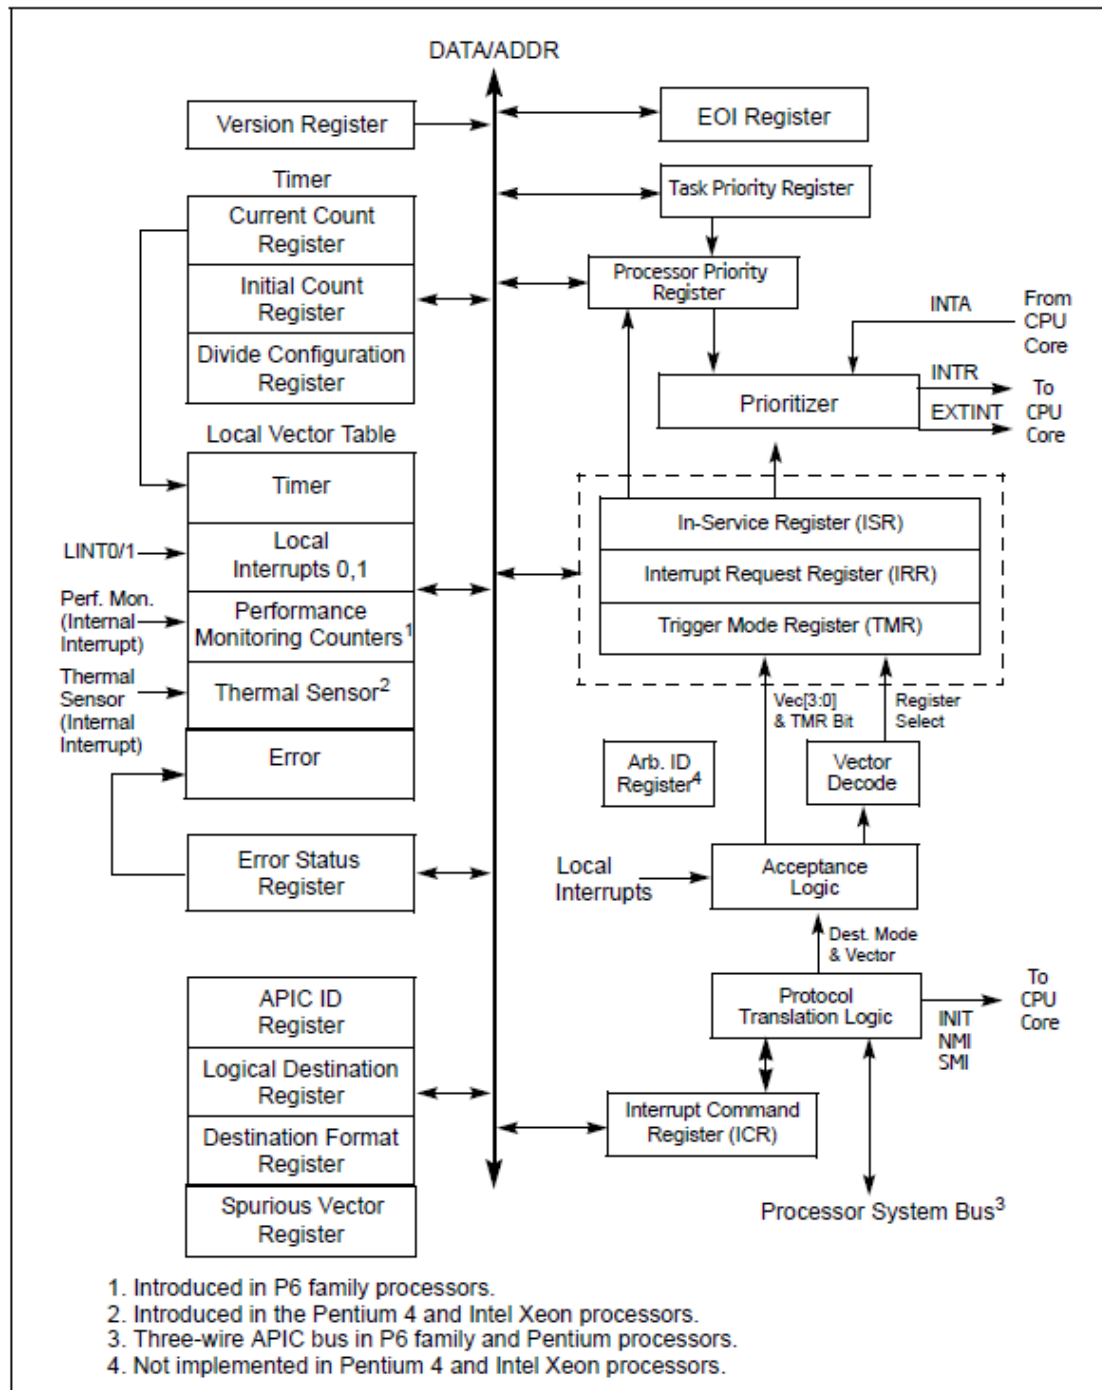 DATA/ADDR
Version Register
EOI Register
Timer
Task Priority Register
Current Count
Register
Initial Count
Register
Divide Configuration
Register
Processor Priority
Register
INTA
From
CPU
Core
Prioritizer
INTR
EXTINT
To
CPU
Core
Local Vector Table
Timer
LINT0/1
Local
Interrupts 0,1
Perf. Mon.
(Internal
Interrupt)
Performance
Monitoring Counters1
Thermal
Sensor
(Internal
Interrupt)
Thermal Sensor2
Error
In-Service Register (ISR)
Interrupt Request Register (IRR)
Trigger Mode Register (TMR)
Vec[3:0]
& TMR Bit
Register
Select
Arb. ID
Register4
Vector
Decode
Error Status
Register
Local
Interrupts
Acceptance
Logic
Dest. Mode
& Vector
Protocol
Translation Logic
INIT
NMI
SMI
To
CPU
Core
APIC ID
Register
Logical Destination
Register
Destination Format
Register
Spurious Vector
Register
Interrupt Command
Register (ICR)
Processor System Bus3
1. Introduced in P6 family processors.
2. Introduced in the Pentium 4 and Intel Xeon processors.
3. Three-wire APIC bus in P6 family and Pentium processors.
4. Not implemented in Pentium 4 and Intel Xeon processors.